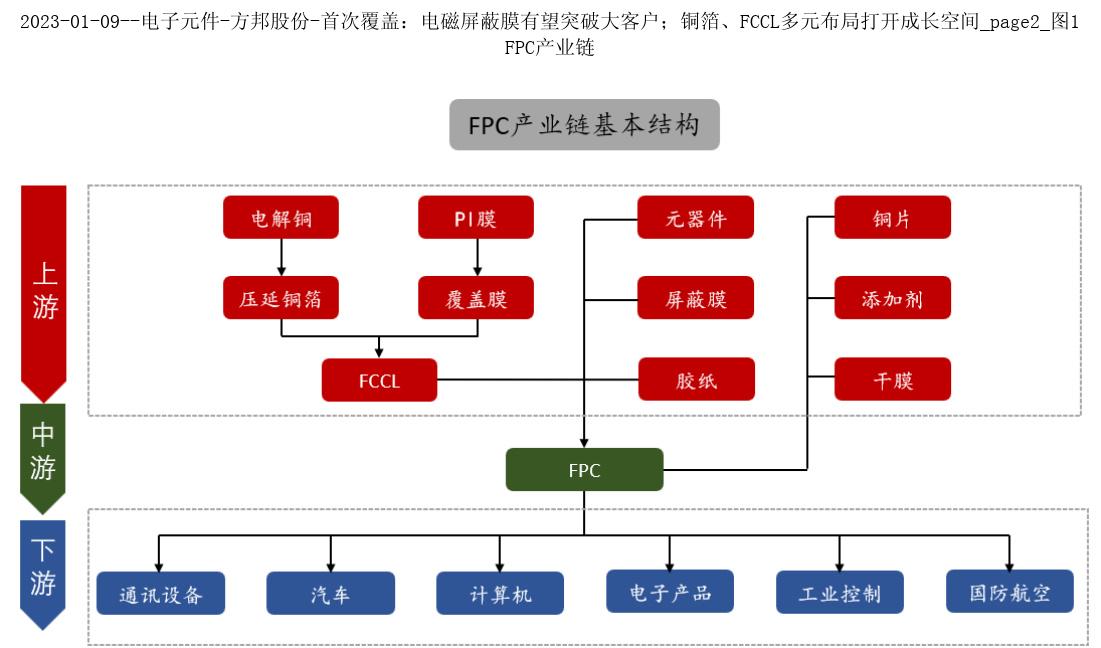 2023-01-09--电子元件-方邦股份-首次覆盖：电磁屏蔽膜有望突破大客户；铜箔、FCCL多元布局打开成长空间_page2_图1
FPC产业链
FPC产业链基本结构
上游
电解铜
PI膜
元器件
铜片
压延铜箔
覆盖膜
屏蔽膜
添加剂
FCCL
胶纸
干膜
中游
FPC
下游
通讯设备
汽车
计算机
电子产品
工业控制
国防航空